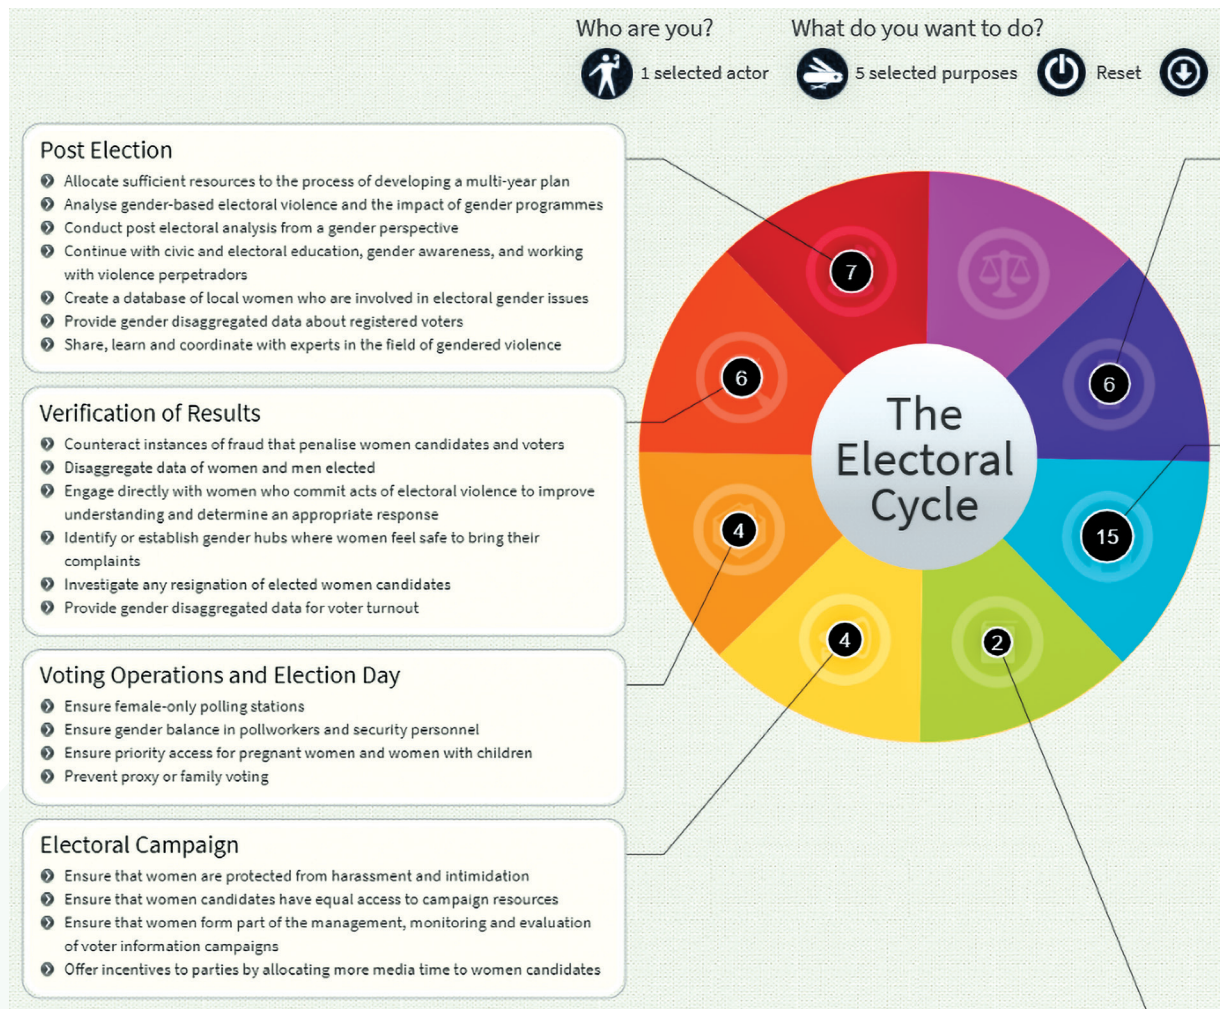 Who are you?
What do you want to do?
1 selected actor
5 selected purposes
Reset
Post Election
Allocate sufficient resources to the process of developing a multi-year plan
Analyse gender-based electoral violence and the impact of gender programmes
Conduct post electoral analysis from a gender perspective
Continue with civic and electoral education, gender awareness, and working
with violence perpetradors
Create a database of local women who are involved in electoral gender issues
Provide gender disaggregated data about registered voters
Share, learn and coordinate with experts in the field of gendered violence
Verification of Results
Counteract instances of fraud that penalise women candidates and voters
Disaggregate data of women and men elected
Engage directly with women who commit acts of electoral violence to improve
understanding and determine an appropriate response
Identify or establish gender hubs where women feel safe to bring their
complaints
Investigate any resignation of elected women candidates
Provide gender disaggregated data for voter turnout
Voting Operations and Election Day
Ensure female-only polling stations
Ensure gender balance in pollworkers and security personnel
Ensure priority access for pregnant women and women with children
Prevent proxy or family voting
Electoral Campaign
Ensure that women are protected from harassment and intimidation
Ensure that women candidates have equal access to campaign resources
Ensure that women form part of the management, monitoring and evaluation
of voter information campaigns
Offer incentives to parties by allocating more media time to women candidates
The
Electoral
Cycle
7
6
6
15
4
4
2